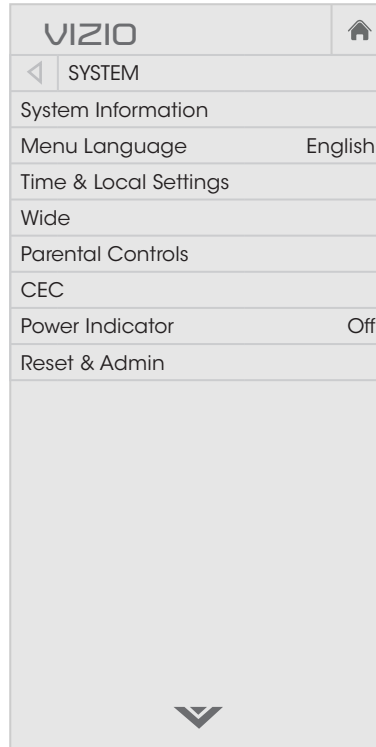 VIZIO
SYSTEM
System Information
Menu Language English
Time & Local Settings
Wide
Parental Controls
CEC
Power Indicator Off
Reset & Admin